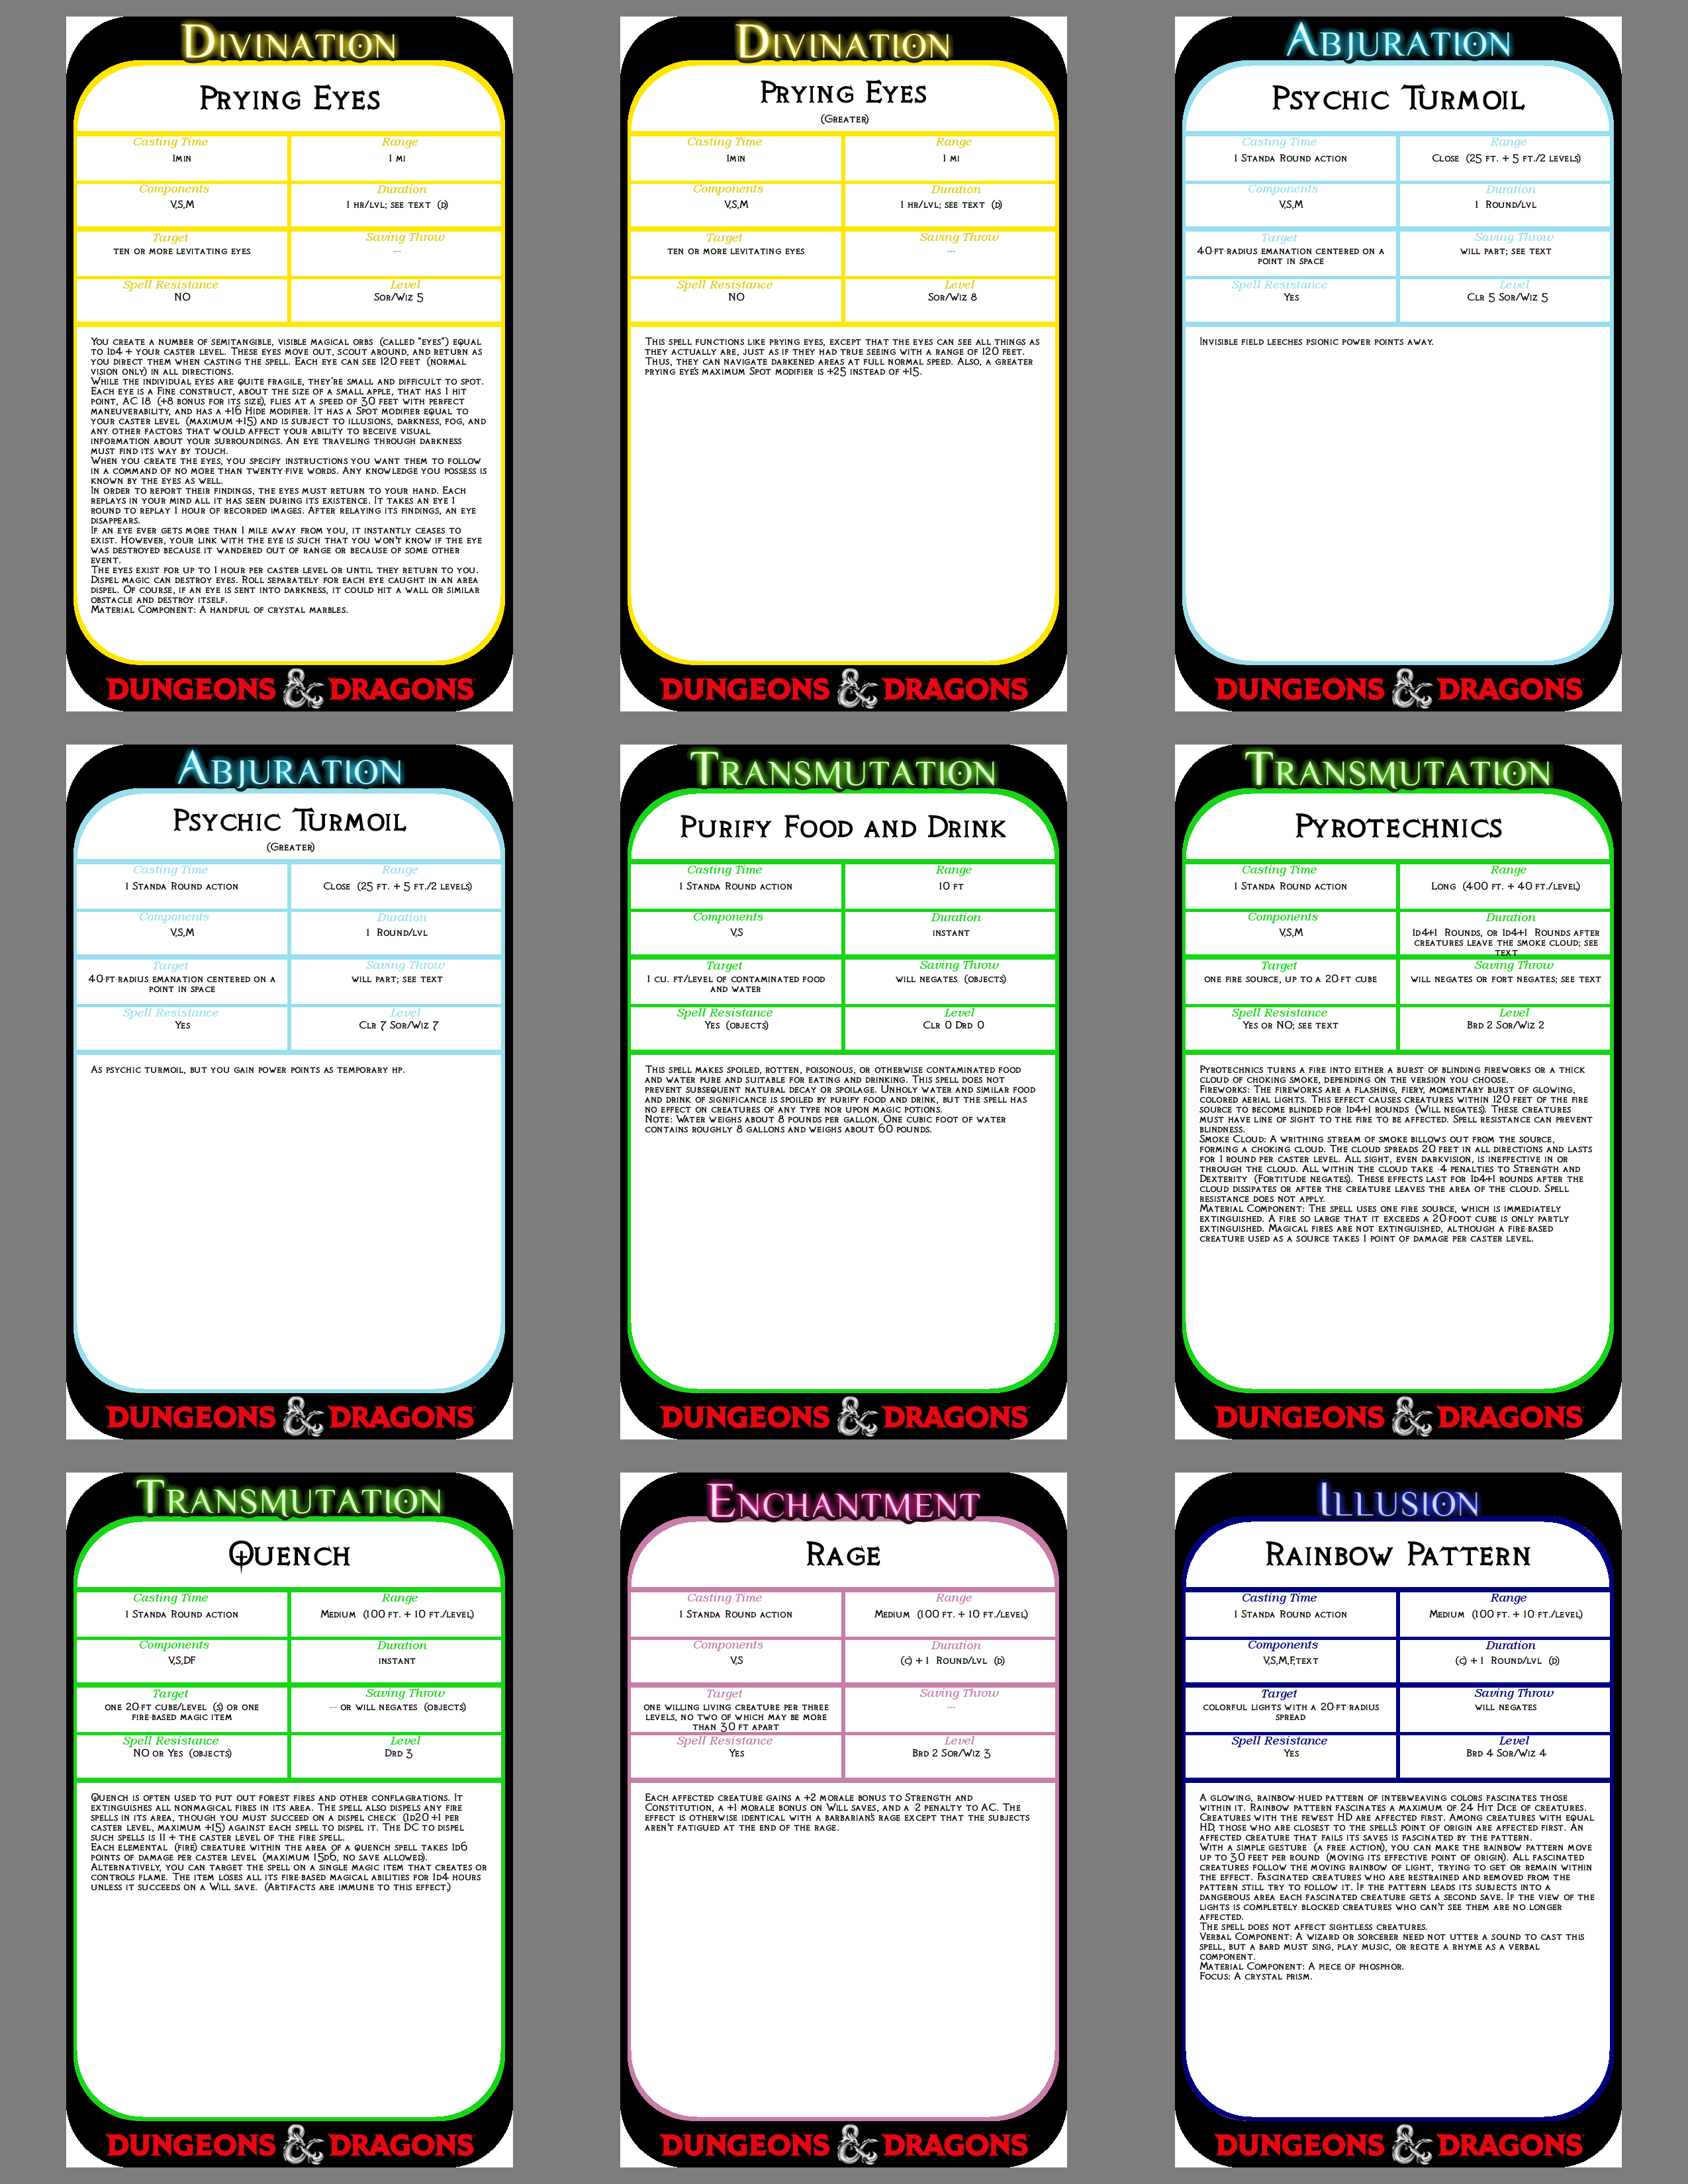 Divination
Prying Eyes
Casting Time
Range
1min
1 mi
Components
Duration
V,S,M
1 hr/lvl; see text (d)
Target
Saving Throw
ten or more levitating eyes
---
Spell Resistance
Level
NO
Sor/Wiz 5
You create a number of semitangible, visible magical orbs (called "eyes") equal
to 1d4 + your caster level. These eyes move out, scout around, and return as
you direct them when casting the spell. Each eye can see 120 feet (normal
vision only) in all directions.
While the individual eyes are quite fragile, they're small and difficult to spot.
Each eye is a Fine construct, about the size of a small apple, that has 1 hit
point, AC 18 (+8 bonus for its size), flies at a speed of 30 feet with perfect
maneuverability, and has a +16 Hide modifier. It has a Spot modifier equal to
your caster level (maximum +15) and is subject to illusions, darkness, fog, and
any other factors that would affect your ability to receive visual
information about your surroundings. An eye traveling through darkness
must find its way by touch.
When you create the eyes, you specify instructions you want them to follow
in a command of no more than twenty-five words. Any knowledge you possess is
known by the eyes as well.
In order to report their findings, the eyes must return to your hand. Each
replays in your mind all it has seen during its existence. It takes an eye 1
round to replay 1 hour of recorded images. After relaying its findings, an eye
disappears.
If an eye ever gets more than 1 mile away from you, it instantly ceases to
exist. However, your link with the eye is such that you won't know if the eye
was destroyed because it wandered out of range or because of some other
event.
The eyes exist for up to 1 hour per caster level or until they return to you.
Dispel magic can destroy eyes. Roll separately for each eye caught in an area
dispel. Of course, if an eye is sent into darkness, it could hit a wall or similar
obstacle and destroy itself.
Material Component: A handful of crystal marbles.
DUNGEONS & DRAGONS
Divination
Prying Eyes
(Greater)
Casting Time
Range
1min
1 mi
Components
Duration
V,S,M
1 hr/lvl; see text (d)
Target
Saving Throw
ten or more levitating eyes
---
Spell Resistance
Level
NO
Sor/Wiz 8
This spell functions like prying eyes, except that the eyes can see all things as
they actually are, just as if they had true seeing with a range of 120 feet.
Thus, they can navigate darkened areas at full normal speed. Also, a greater
prying eye's maximum Spot modifier is +25 instead of +15.
DUNGEONS & DRAGONS
Abjuration
Psychic Turmoil
Casting Time
Range
1 Standa Round action
Close (25 ft. + 5 ft./2 levels)
Components
Duration
V,S,M
1 Round/lvl
Target
Saving Throw
40-ft-radius emanation centered on a
point in space
will part; see text
Spell Resistance
Level
Yes
Clr 5 Sor/Wiz 5
Invisible field leeches psionic power points away.
DUNGEONS & DRAGONS
Abjuration
Psychic Turmoil
(Greater)
Casting Time
Range
1 Standa Round action
Close (25 ft. + 5 ft./2 levels)
Components
Duration
V,S,M
1 Round/lvl
Target
Saving Throw
40-ft-radius emanation centered on a
point in space
will part; see text
Spell Resistance
Level
Yes
Clr 7 Sor/Wiz 7
As psychic turmoil, but you gain power points as temporary hp.
DUNGEONS & DRAGONS
Transmutation
Purify Food and Drink
Casting Time
Range
1 Standa Round action
10 ft
Components
Duration
V,S
instant
Target
Saving Throw
1 cu. ft/level of contaminated food
and water
will negates (objects)
Spell Resistance
Level
Yes (objects)
Clr 0 Drd 0
This spell makes spoiled, rotten, poisonous, or otherwise contaminated food
and water pure and suitable for eating and drinking. This spell does not
prevent subsequent natural decay or spoilage. Unholy water and similar food
and drink of significance is spoiled by purify food and drink, but the spell has
no effect on creatures of any type nor upon magic potions.
Note: Water weighs about 8 pounds per gallon. One cubic foot of water
contains roughly 8 gallons and weighs about 60 pounds.
DUNGEONS & DRAGONS
Transmutation
Pyrotechnics
Casting Time
Range
1 Standa Round action
Long (400 ft. + 40 ft./level)
Components
Duration
V,S,M
1d4+1 Rounds, or 1d4+1 Rounds after
creatures leave the smoke cloud; see
text
Target
Saving Throw
one fire source, up to a 20-ft cube
will negates or fort negates; see text
Spell Resistance
Level
Yes or NO; see text
Brd 2 Sor/Wiz 2
Pyrotechnics turns a fire into either a burst of blinding fireworks or a thick
cloud of choking smoke, depending on the version you choose.
Fireworks: The fireworks are a flashing, fiery, momentary burst of glowing,
colored aerial lights. This effect causes creatures within 120 feet of the fire
source to become blinded for 1d4+1 rounds (Will negates). These creatures
must have line of sight to the fire to be affected. Spell resistance can prevent
blindness.
Smoke Cloud: A writhing stream of smoke billows out from the source,
forming a choking cloud. The cloud spreads 20 feet in all directions and lasts
for 1 round per caster level. All sight, even darkvision, is ineffective in or
through the cloud. All within the cloud take -4 penalties to Strength and
Dexterity (Fortitude negates). These effects last for 1d4+1 rounds after the
cloud dissipates or after the creature leaves the area of the cloud. Spell
resistance does not apply.
Material Component: The spell uses one fire source, which is immediately
extinguished. A fire so large that it exceeds a 20-foot cube is only partly
extinguished. Magical fires are not extinguished, although a fire-based
creature used as a source takes 1 point of damage per caster level.
DUNGEONS & DRAGONS
Transmutation
Quench
Casting Time
Range
1 Standa Round action
Medium (100 ft. + 10 ft./level)
Components
Duration
V,S,DF
instant
Target
Saving Throw
one 20-ft cube/level (s) or one
fire-based magic item
--- or will negates (objects)
Spell Resistance
Level
NO or Yes (objects)
Drd 3
Quench is often used to put out forest fires and other conflagrations. It
extinguishes all nonmagical fires in its area. The spell also dispels any fire
spells in its area, though you must succeed on a dispel check (1d20 +1 per
caster level, maximum +15) against each spell to dispel it. The DC to dispel
such spells is 11 + the caster level of the fire spell.
Each elemental (fire) creature within the area of a quench spell takes 1d6
points of damage per caster level (maximum 15d6, no save allowed).
Alternatively, you can target the spell on a single magic item that creates or
controls flame. The item loses all its fire-based magical abilities for 1d4 hours
unless it succeeds on a Will save. (Artifacts are immune to this effect.)
DUNGEONS & DRAGONS
Enchantment
Rage
Casting Time
Range
1 Standa Round action
Medium (100 ft. + 10 ft./level)
Components
Duration
V,S
(c) + 1 Round/lvl (d)
Target
Saving Throw
one willing living creature per three
levels, no two of which may be more
than 30 ft apart
---
Spell Resistance
Level
Yes
Brd 2 Sor/Wiz 3
Each affected creature gains a +2 morale bonus to Strength and
Constitution, a +1 morale bonus on Will saves, and a -2 penalty to AC. The
effect is otherwise identical with a barbarian's rage except that the subjects
aren't fatigued at the end of the rage.
DUNGEONS & DRAGONS
Illusion
Rainbow Pattern
Casting Time
Range
1 Standa Round action
Medium (100 ft. + 10 ft./level)
Components
Duration
V,S,M,F,text
(c) + 1 Round/lvl (d)
Target
Saving Throw
colorful lights with a 20-ft-radius
spread
will negates
Spell Resistance
Level
Yes
Brd 4 Sor/Wiz 4
A glowing, rainbow-hued pattern of interweaving colors fascinates those
within it. Rainbow pattern fascinates a maximum of 24 Hit Dice of creatures.
Creatures with the fewest HD are affected first. Among creatures with equal
HD, those who are closest to the spell's point of origin are affected first. An
affected creature that fails its saves is fascinated by the pattern.
With a simple gesture (a free action), you can make the rainbow pattern move
up to 30 feet per round (moving its effective point of origin). All fascinated
creatures follow the moving rainbow of light, trying to get or remain within
the effect. Fascinated creatures who are restrained and removed from the
pattern still try to follow it. If the pattern leads its subjects into a
dangerous area each fascinated creature gets a second save. If the view of the
lights is completely blocked creatures who can't see them are no longer
affected.
The spell does not affect sightless creatures.
Verbal Component: A wizard or sorcerer need not utter a sound to cast this
spell, but a bard must sing, play music, or recite a rhyme as a verbal
component.
Material Component: A piece of phosphor.
Focus: A crystal prism.
DUNGEONS & DRAGONS